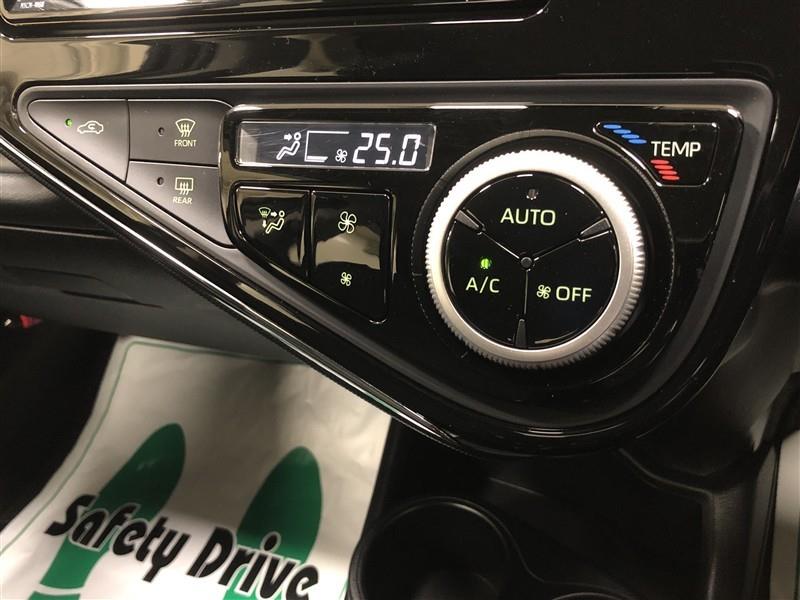 FRONT
REAR
25.0
TEMP
AUTO
A/C
OFF
Safety Drive